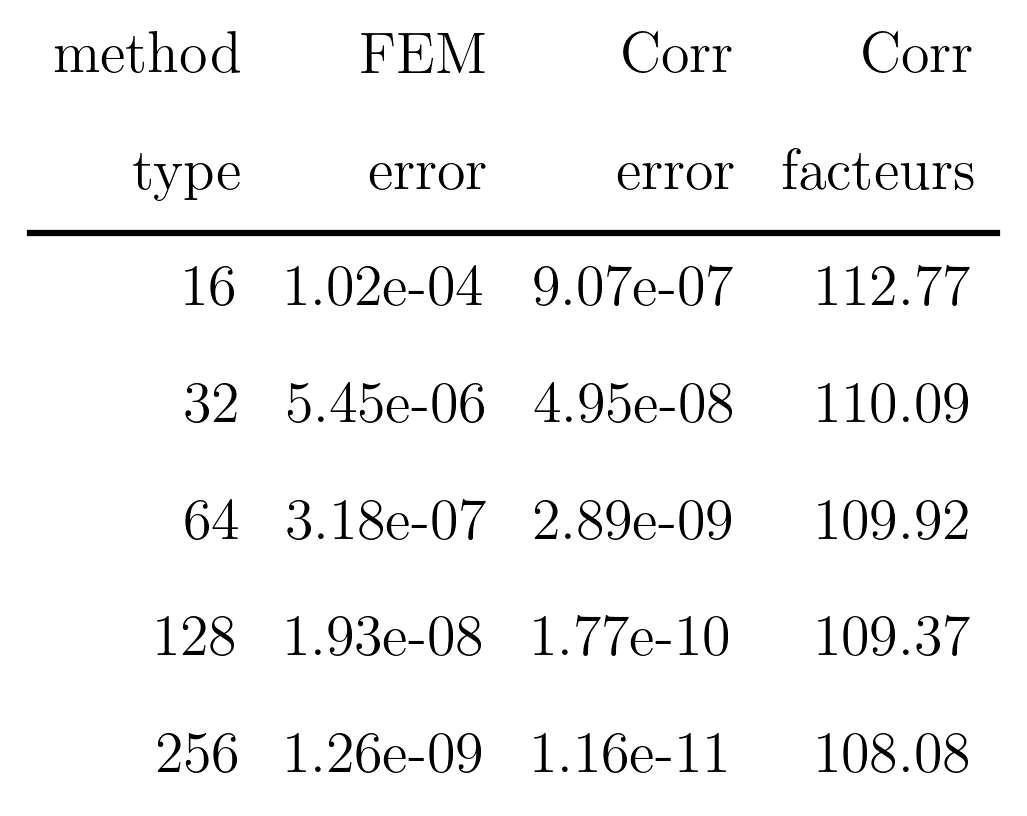 method FEM Corr Corr
type error error facteurs
16 1.02e-04 9.07e-07 112.77
32 5.45e-06 4.95e-08 110.09
64 3.18e-07 2.89e-09 109.92
128 1.93e-08 1.77e-10 109.37
256 1.26e-09 1.16e-11 108.08